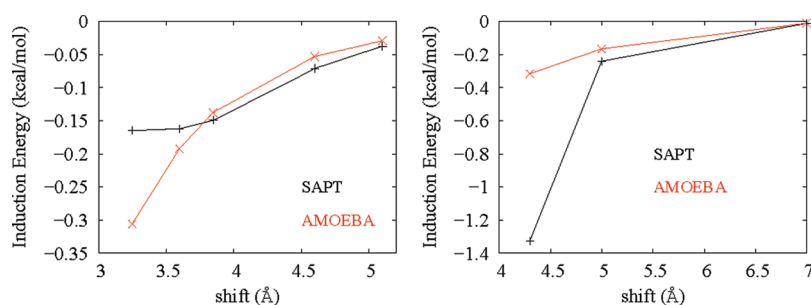 Induction Energy (kcal/mol)
0
−0.05
−0.1
−0.15
−0.2
−0.25
−0.3
−0.35
SAPT
AMOEBA
3 3.5 4 4.5 5
shift (Å)
Induction Energy (kcal/mol)
0
−0.2
−0.4
−0.6
−0.8
−1
−1.2
−1.4
SAPT
AMOEBA
4 4.5 5 5.5 6 6.5 7
shift (Å)